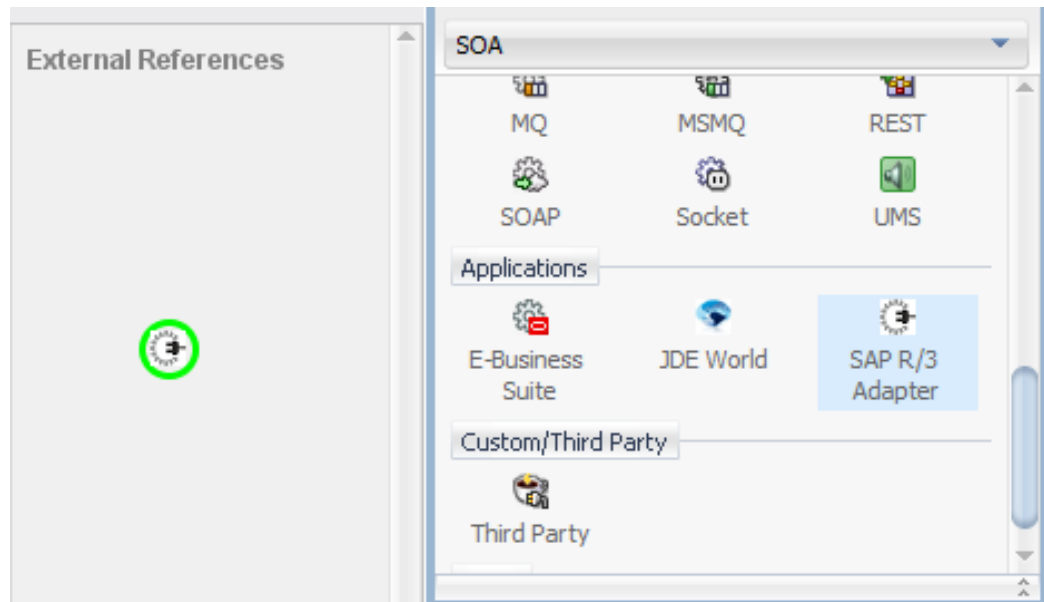 External References
SOA
MQ
MSMQ
REST
SOAP
Socket
UMS
Applications
E-Business
Suite
JDE World
SAP R/3
Adapter
Custom/Third Party
Third Party